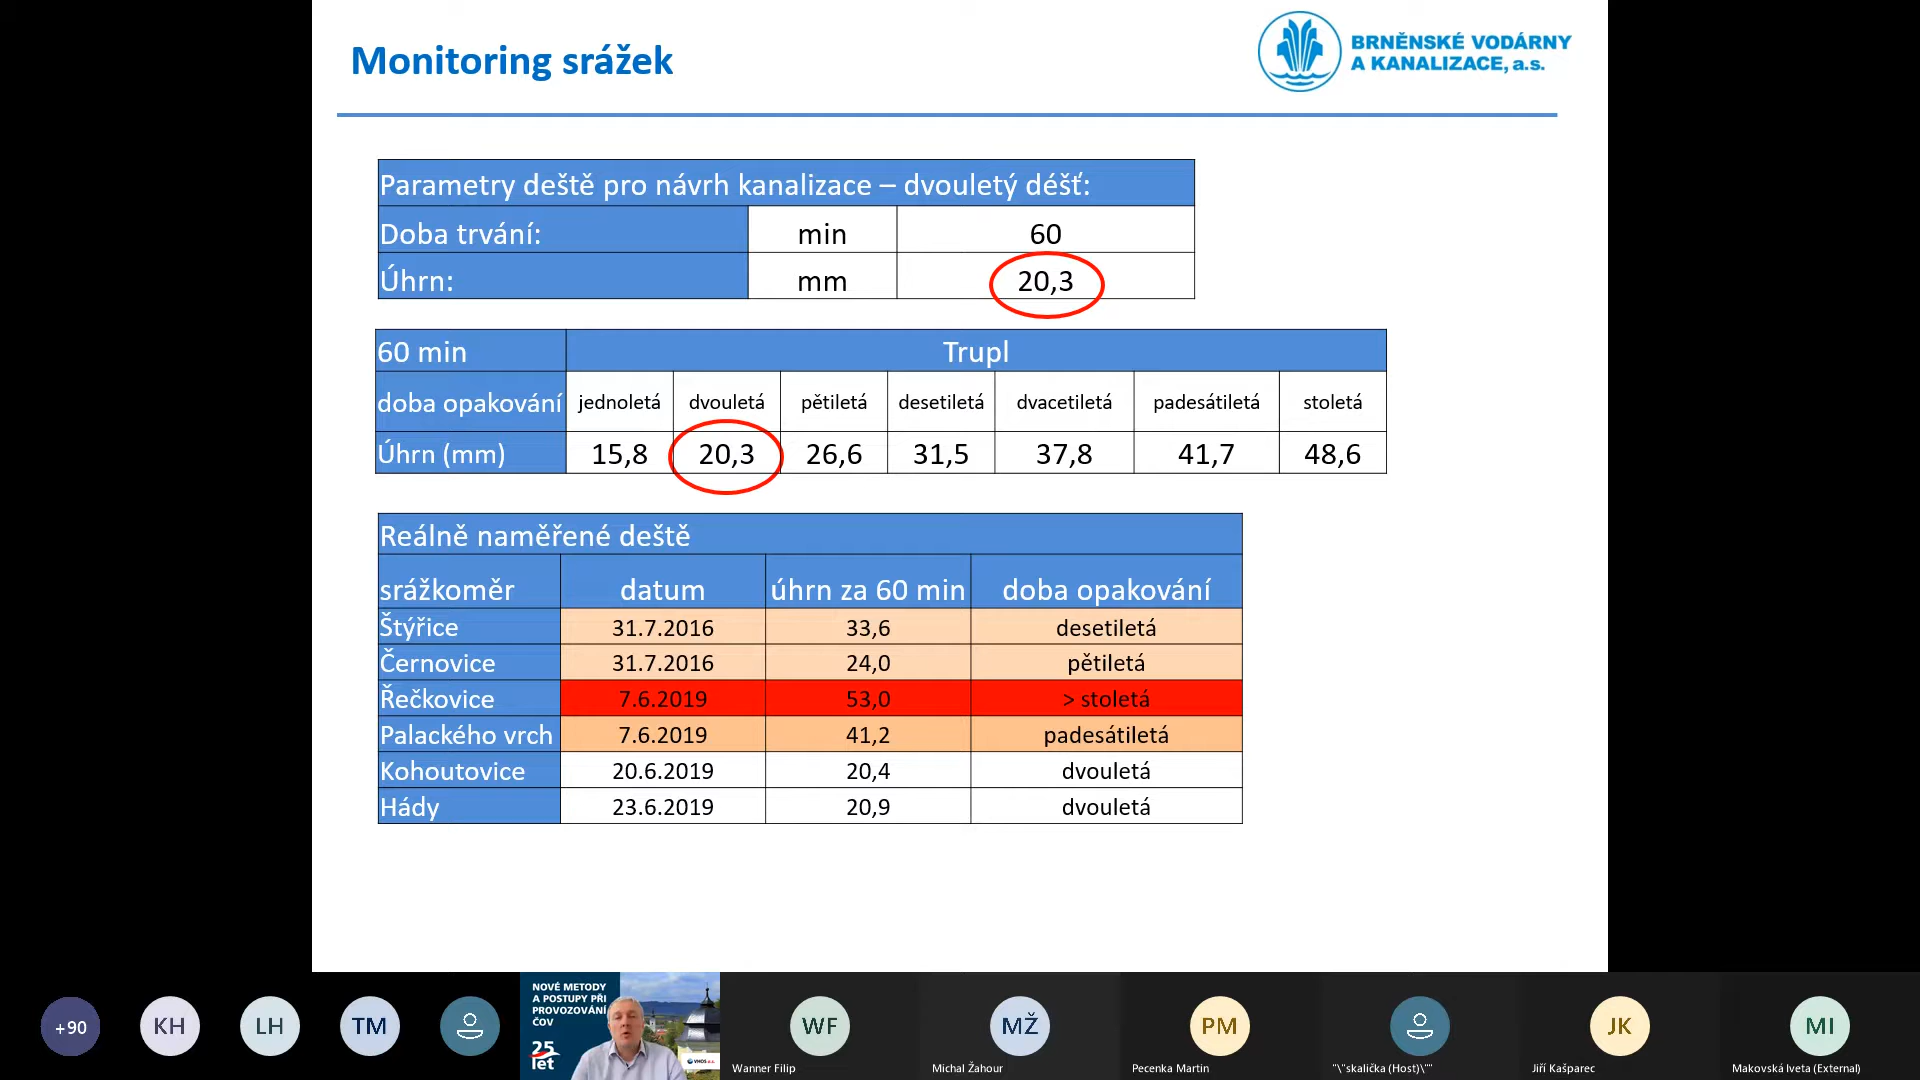 Monitoring srážek
BRNĚNSKÉ VODÁRNY
A KANALIZACE, a.s.
Parametry deště pro návrh kanalizace – dvouletý déšť:
Doba trvání: min 60
Úhrn: mm 20,3
60 min Trupl
doba opakování jednoletá dvouletá pětiletá desetiletá dvacetiletá padesátiletá stoletá
Úhrn (mm) 15,8 20,3 26,6 31,5 37,8 41,7 48,6
Reálně naměřené deště
srážkoměr datum úhrn za 60 min doba opakování
Štýřice 31.7.2016 33,6 desetiletá
Černovice 31.7.2016 24,0 pětiletá
Řečkovice 7.6.2019 53,0 > stoletá
Palackého vrch 7.6.2019 41,2 padesátiletá
Kohoutovice 20.6.2019 20,4 dvouletá
Hády 23.6.2019 20,9 dvouletá
+90 KH LH TM
NOVÉ METODY
A POSTUPY PŘI
PROVOZOVÁNÍ
ČOV
25
let
VHOS a.s.
WF MŽ PM JK MI
Wanner Filip Michal Žahour Pecenka Martin "\"skalička (Host)\"" Jiří Kašparec Makovská Iveta (External)